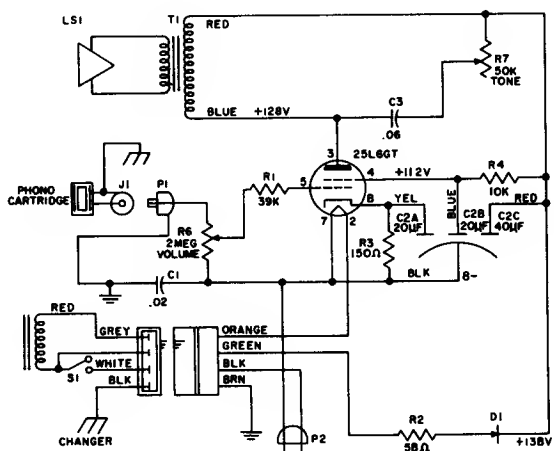 LS1
T1
RED
R7
50K
TONE
BLUE
+128V
C3
.06
3
25L6GT
PHONO
CARTRIDGE
J1
P1
R1
39K
5
4
+112V
R4
10K
8
YEL
C2A
20µF
BLUE
C2B
20µF
C2C
40µF
RED
R6
2MEG
VOLUME
7
2
R3
150Ω
C1
.02
BLK
B-
RED
GREY
ORANGE
GREEN
WHITE
S1
BLK
BLK
BRN
CHANGER
P2
R2
58Ω
D1
+138V